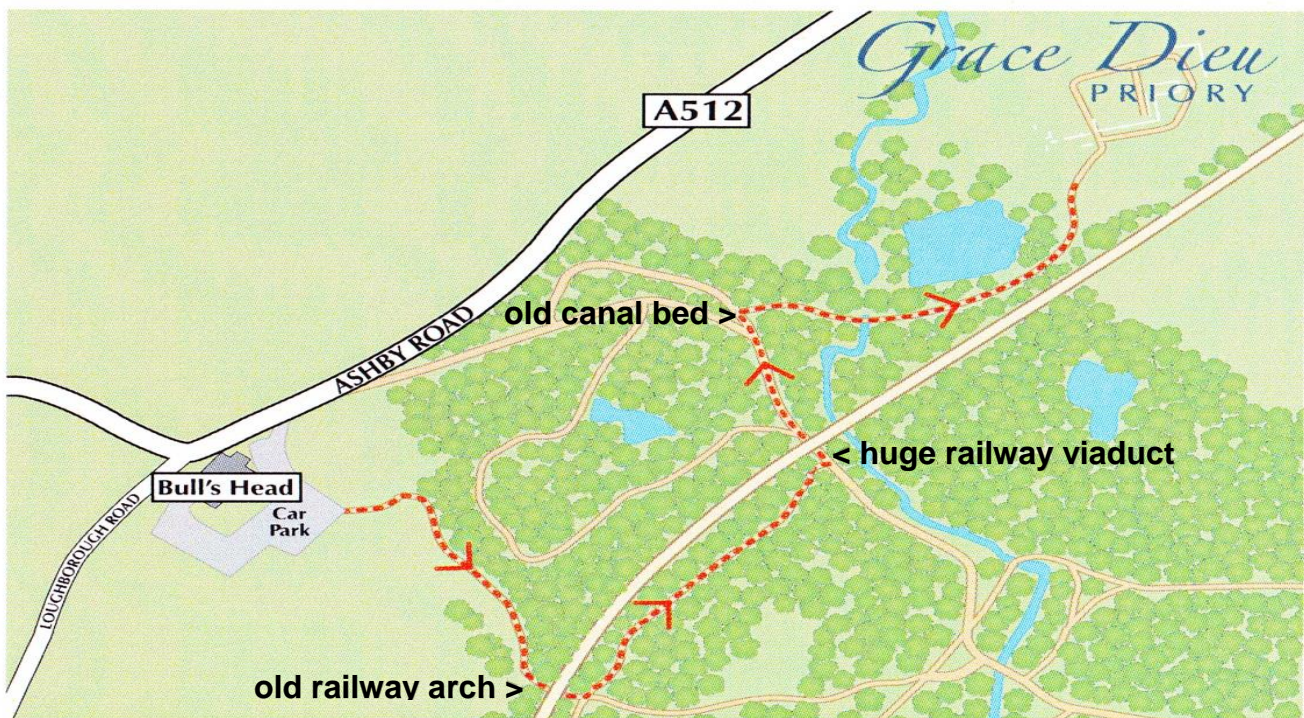 Grace Dieu
PRIORY
A512
old canal bed >
ASHBY ROAD
< huge railway viaduct
Bull's Head
Car
Park
LOUGHBOROUGH ROAD
old railway arch >